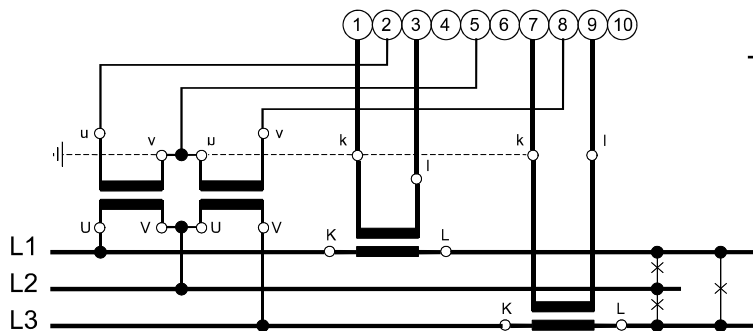 1 2 3 4 5 6 7 8 9 10
u v u v k l k l
U V U V
L1 K L
L2
L3 K L